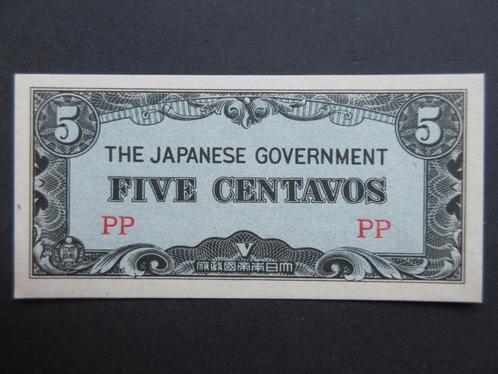 5 5
THE JAPANESE GOVERNMENT
FIVE CENTAVOS
PP PP
V
府政國帝本日大